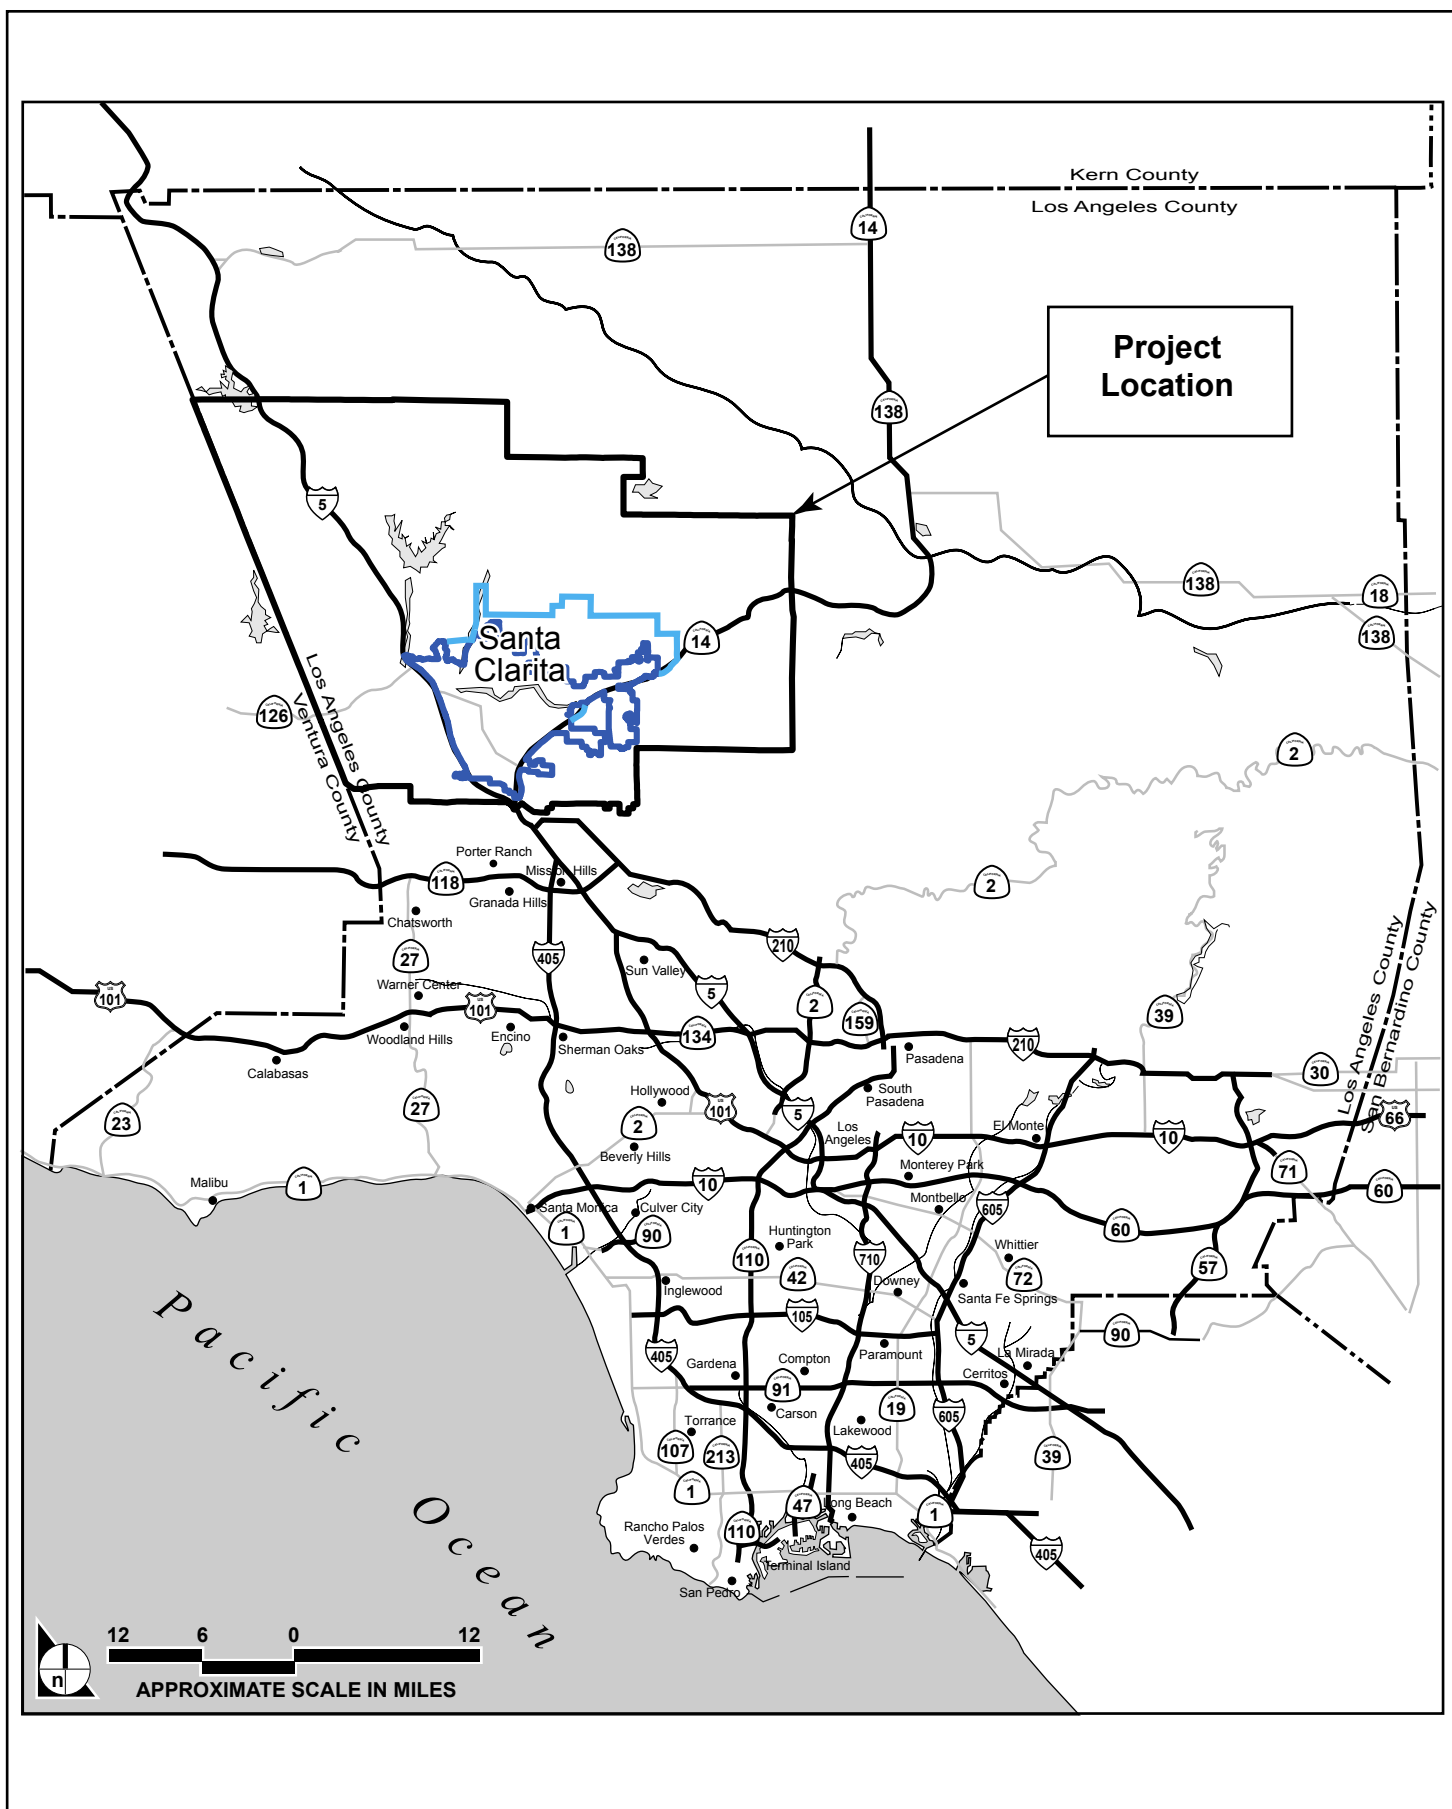 Kern County
Los Angeles County
14
138
Project
Location
138
5
138
18
138
Santa
Clarita
14
126
Los Angeles County
Ventura County
2
Porter Ranch
Mission Hills
118
Granada Hills
2
Chatsworth
210
405
27
Sun Valley
Warner Center
5
US
101
US
101
2
159
39
Los Angeles County
San Bernardino County
Woodland Hills
Encino
Sherman Oaks
134
Pasadena
210
Calabasas
30
Hollywood
South
Pasadena
27
US
101
5
23
2
Los
Angeles
10
El Monte
10
US
66
Beverly Hills
Monterey Park
71
Malibu
1
10
60
Santa Monica
Culver City
Montbello
605
1
90
60
Huntington
Park
110
710
Whittier
57
42
72
Inglewood
Downey
Santa Fe Springs
105
5
90
405
Gardena
Compton
Paramount
La Mirada
91
Cerritos
Carson
19
605
Torrance
Lakewood
107
213
405
39
1
47
Long Beach
1
Rancho Palos
Verdes
110
405
Terminal Island
San Pedro
Pacific Ocean
12 6 0 12
n
APPROXIMATE SCALE IN MILES